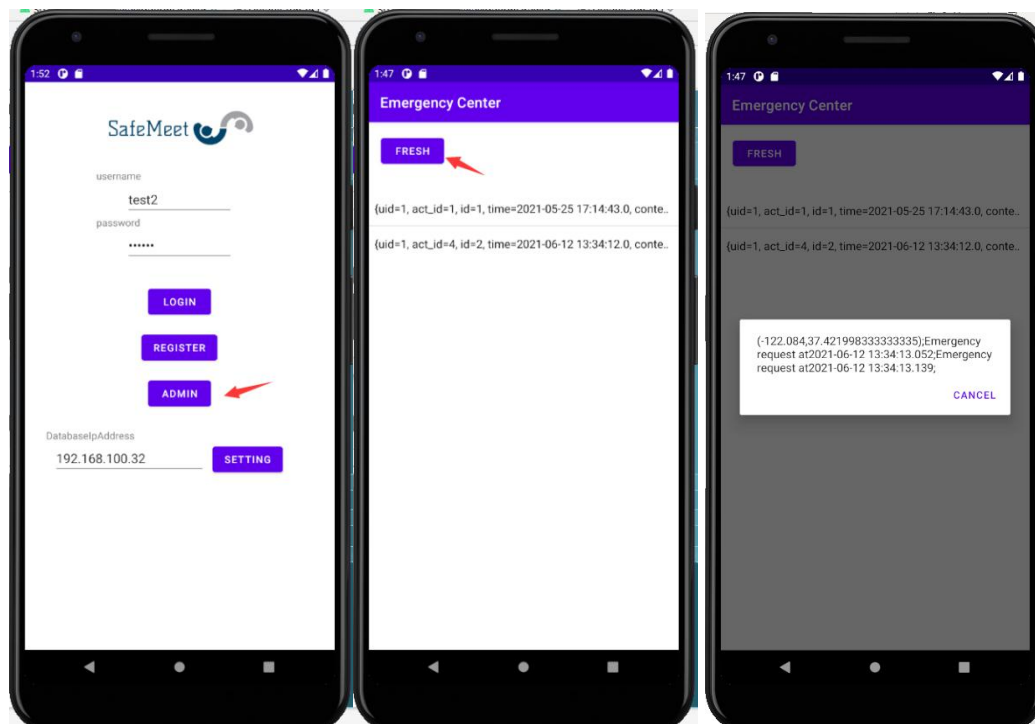 1:52
SafeMeet
username
test2
password
LOGIN
REGISTER
ADMIN
DatabaseIpAddress
192.168.100.32
SETTING
1:47
Emergency Center
FRESH
{uid=1, act_id=1, id=1, time=2021-05-25 17:14:43.0, conte..
{uid=1, act_id=4, id=2, time=2021-06-12 13:34:12.0, conte..
1:47
Emergency Center
FRESH
{uid=1, act_id=1, id=1, time=2021-05-25 17:14:43.0, conte..
{uid=1, act_id=4, id=2, time=2021-06-12 13:34:12.0, conte..
(-122.084,37.421998333333335);Emergency
request at2021-06-12 13:34:13.052;Emergency
request at2021-06-12 13:34:13.139;
CANCEL